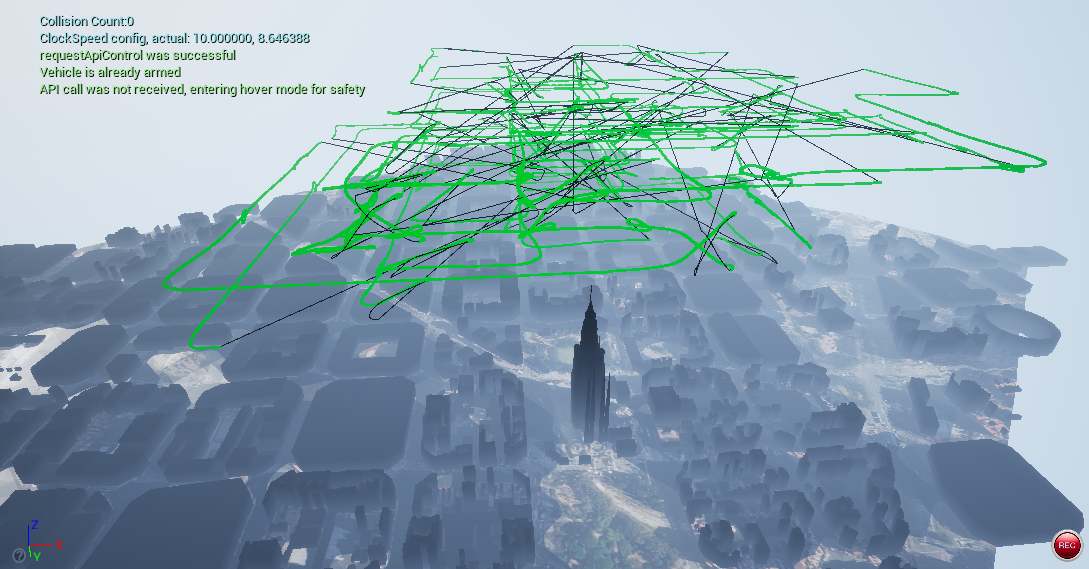 Collision Count:0
ClockSpeed config, actual: 10.000000, 8.646388
requestApiControl was successful
Vehicle is already armed
API call was not received, entering hover mode for safety
Z
X
Y
?
REC